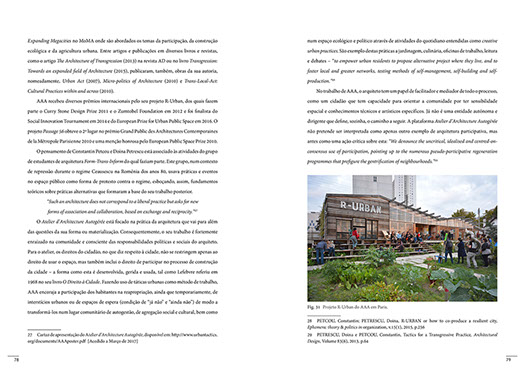 Expanding Megacities no MoMA onde são abordados os temas da participação, da construção
ecológica e da agricultura urbana. Entre artigos e publicações em diversos livros e revistas,
como o artigo The Architecture of Transgression (2013) na revista AD ou no livro Transgression:
Towards an expanded field of Architecture (2015), publicaram, também, obras da sua autoria,
nomeadamente, Urban Act (2007), Micro-politics of Architecture (2010) e Trans-Local-Act:
Cultural Practices within and across (2010).
AAA recebeu diversos prémios internacionais pelo seu projeto R-Urban, dos quais fazem
parte o Curry Stone Design Prize 2011 e o Zumtobel Foundation em 2012 e foi finalista do
Social Innovation Tournament em 2014 e do European Prize for Urban Public Space em 2016. O
projeto Passage 56 obteve o 2º lugar no prémio Grand Public des Architectures Contemporaines
de la Métropole Parisienne 2010 e uma menção honrosa pelo European Public Space Prize 2010.
O pensamento de Constantin Petcou e Doina Petrescu está associado às atividades do grupo
de estudantes de arquitetura Form-Trans-Inform do qual faziam parte. Este grupo, num contexto
de repressão durante o regime Ceausescu na Roménia dos anos 80, usava práticas e eventos
no espaço público como forma de protesto contra o regime, esboçando, assim, fundamentos
teóricos sobre práticas alternativas que formaram a base do seu trabalho posterior.
"Such an architecture does not correspond to a liberal practice but asks for new
forms of association and collaboration, based on exchange and reciprocity."²⁷
O Atelier d'Architecture Autogérée está focado na prática da arquitetura que vai para além
das questões da sua forma ou materialização. Consequentemente, o seu trabalho é fortemente
enraizado na comunidade e consciente das responsabilidades políticas e sociais do arquiteto.
Para o atelier, os direitos do cidadão, no que diz respeito à cidade, não se restringem apenas ao
direito de usar o espaço, mas também inclui o direito de participar no processo de construção
da cidade – a forma como esta é desenvolvida, gerida e usada, tal como Lefebvre referiu em
1968 no seu livro O Direito à Cidade. Fazendo uso de táticas urbanas como método de trabalho,
AAA encoraja a participação dos habitantes na reapropriação, ainda que temporariamente, de
interstícios urbanos ou de espaços de espera (condição de "já não" e "ainda não") de modo a
transformá-los num lugar comunitário de autogestão, de agregação social e cultural, bem como
27 Cartaz de apresentação do Atelier d'Architecture Autogérée, disponível em: http://www.urbantactics.
org/documents/AAAposter.pdf [Acedido a Março de 2017]
78
num espaço ecológico e político através de atividades do quotidiano entendidas como creative
urban practices. São exemplo destas práticas a jardinagem, culinária, oficinas de trabalho, leitura
e debates – "to empower urban residents to propose alternative project where they live, and to
foster local and greater networks, testing methods of self-management, self-building and self-
production."²⁸
No trabalho de AAA, o arquiteto tem um papel de facilitador e mediador de todo o processo,
como um cidadão que tem capacidade para orientar a comunidade por ter sensibilidade
espacial e conhecimentos técnicos e artísticos específicos. Já não é uma entidade autónoma e
dirigente que define, sozinha, o caminho a seguir. A plataforma Atelier d'Architecture Autogérée
não pretende ser interpretada como apenas outro exemplo de arquitetura participativa, mas
antes como uma ação crítica sobre este: "We denounce the uncritical, idealised and centred-on-
consensus use of participation, pointing up to the numerous pseudo-participative regeneration
programmes that prefigure the gentrification of neighbourhoods."²⁹
R-URBAN
Fig. 31 Projeto R-Urban do AAA em Paris.
28 PETCOU, Constantin; PETRESCU, Doina, R-URBAN or how to co-produce a resilient city,
Ephemera: theory & politics in organization, v.15(1), 2015, p.256
29 PETRESCU, Doina e PETCOU, Constantin, Tactics for a Transgressive Practice, Architectural
Design, Volume 83(6), 2013, p.64
79